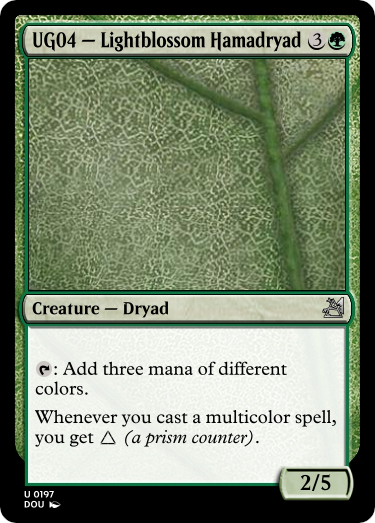 UG04 — Lightblossom Hamadryad 3
Creature — Dryad
: Add three mana of different
colors.
Whenever you cast a multicolor spell,
you get △ (a prism counter).
2/5
U 0197
DOU